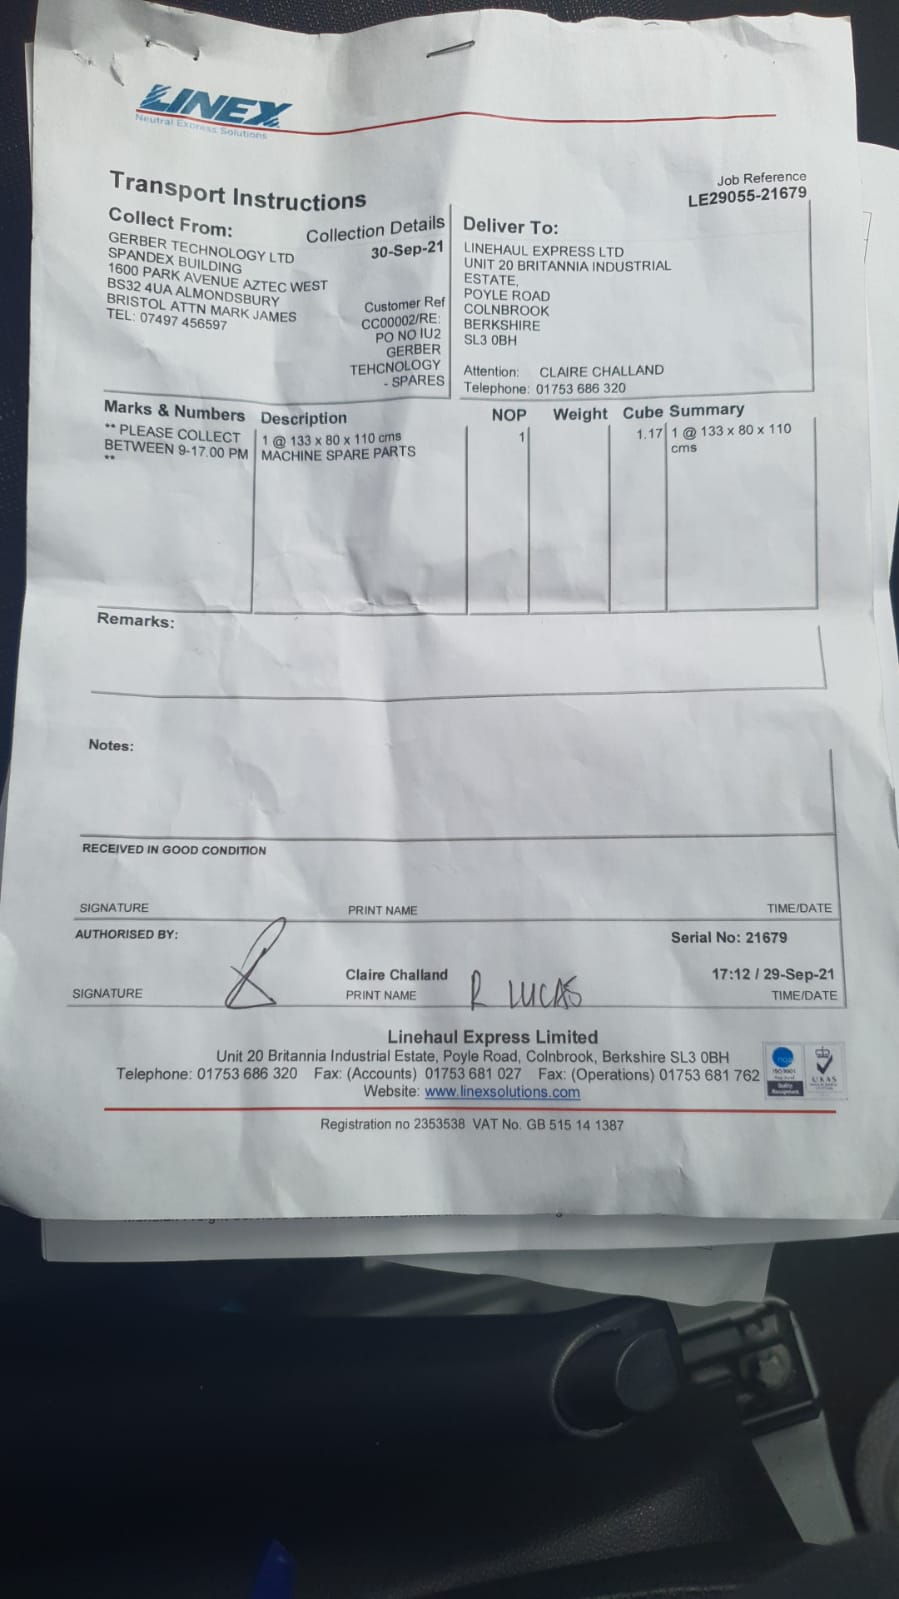 LINEX
Neutral Express Solutions
Transport Instructions
Job Reference
LE29055-21679
Collect From:
GERBER TECHNOLOGY LTD
SPANDEX BUILDING
1600 PARK AVENUE AZTEC WEST
BS32 4UA ALMONDSBURY
BRISTOL ATTN MARK JAMES
TEL: 07497 456597
Collection Details
30-Sep-21
Customer Ref
CC00002/RE:
PO NO IU2
GERBER
TEHCNOLOGY
- SPARES
Deliver To:
LINEHAUL EXPRESS LTD
UNIT 20 BRITANNIA INDUSTRIAL
ESTATE,
POYLE ROAD
COLNBROOK
BERKSHIRE
SL3 0BH
Attention: CLAIRE CHALLAND
Telephone: 01753 686 320
Marks & Numbers Description NOP Weight Cube Summary
** PLEASE COLLECT
BETWEEN 9-17.00 PM
**
1 @ 133 x 80 x 110 cms
MACHINE SPARE PARTS
1
1.17
1 @ 133 x 80 x 110
cms
Remarks:
Notes:
RECEIVED IN GOOD CONDITION
SIGNATURE PRINT NAME TIME/DATE
AUTHORISED BY: Serial No: 21679
Claire Challand 17:12 / 29-Sep-21
SIGNATURE PRINT NAME R LUCAS TIME/DATE
Linehaul Express Limited
Unit 20 Britannia Industrial Estate, Poyle Road, Colnbrook, Berkshire SL3 0BH
Telephone: 01753 686 320 Fax: (Accounts) 01753 681 027 Fax: (Operations) 01753 681 762
Website: www.linexsolutions.com
ISO 9001
Quality
Management
UKAS
Registration no 2353538 VAT No. GB 515 14 1387